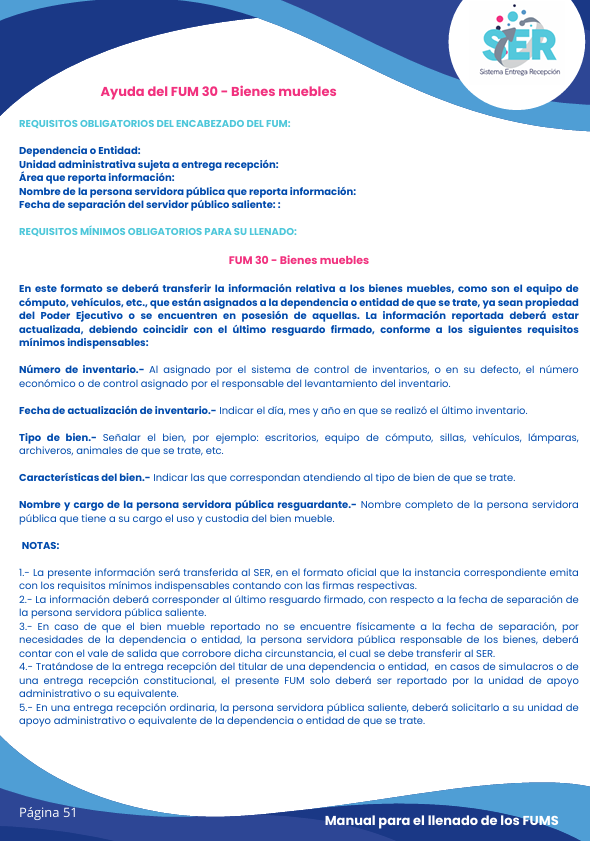 SER
Sistema Entrega Recepción
Ayuda del FUM 30 - Bienes muebles
REQUISITOS OBLIGATORIOS DEL ENCABEZADO DEL FUM:
Dependencia o Entidad:
Unidad administrativa sujeta a entrega recepción:
Área que reporta información:
Nombre de la persona servidora pública que reporta información:
Fecha de separación del servidor público saliente: :
REQUISITOS MÍNIMOS OBLIGATORIOS PARA SU LLENADO:
FUM 30 - Bienes muebles
En este formato se deberá transferir la información relativa a los bienes muebles, como son el equipo de
cómputo, vehículos, etc., que están asignados a la dependencia o entidad de que se trate, ya sean propiedad
del Poder Ejecutivo o se encuentren en posesión de aquellas. La información reportada deberá estar
actualizada, debiendo coincidir con el último resguardo firmado, conforme a los siguientes requisitos
mínimos indispensables:
Número de inventario.- Al asignado por el sistema de control de inventarios, o en su defecto, el número
económico o de control asignado por el responsable del levantamiento del inventario.
Fecha de actualización de inventario.- Indicar el día, mes y año en que se realizó el último inventario.
Tipo de bien.- Señalar el bien, por ejemplo: escritorios, equipo de cómputo, sillas, vehículos, lámparas,
archiveros, animales de que se trate, etc.
Características del bien.- Indicar las que correspondan atendiendo al tipo de bien de que se trate.
Nombre y cargo de la persona servidora pública resguardante.- Nombre completo de la persona servidora
pública que tiene a su cargo el uso y custodia del bien mueble.
NOTAS:
1.- La presente información será transferida al SER, en el formato oficial que la instancia correspondiente emita
con los requisitos mínimos indispensables contando con las firmas respectivas.
2.- La información deberá corresponder al último resguardo firmado, con respecto a la fecha de separación de
la persona servidora pública saliente.
3.- En caso de que el bien mueble reportado no se encuentre físicamente a la fecha de separación, por
necesidades de la dependencia o entidad, la persona servidora pública responsable de los bienes, deberá
contar con el vale de salida que corrobore dicha circunstancia, el cual se debe transferir al SER.
4.- Tratándose de la entrega recepción del titular de una dependencia o entidad, en casos de simulacros o de
una entrega recepción constitucional, el presente FUM solo deberá ser reportado por la unidad de apoyo
administrativo o su equivalente.
5.- En una entrega recepción ordinaria, la persona servidora pública saliente, deberá solicitarlo a su unidad de
apoyo administrativo o equivalente de la dependencia o entidad de que se trate.
Página 51
Manual para el llenado de los FUMS